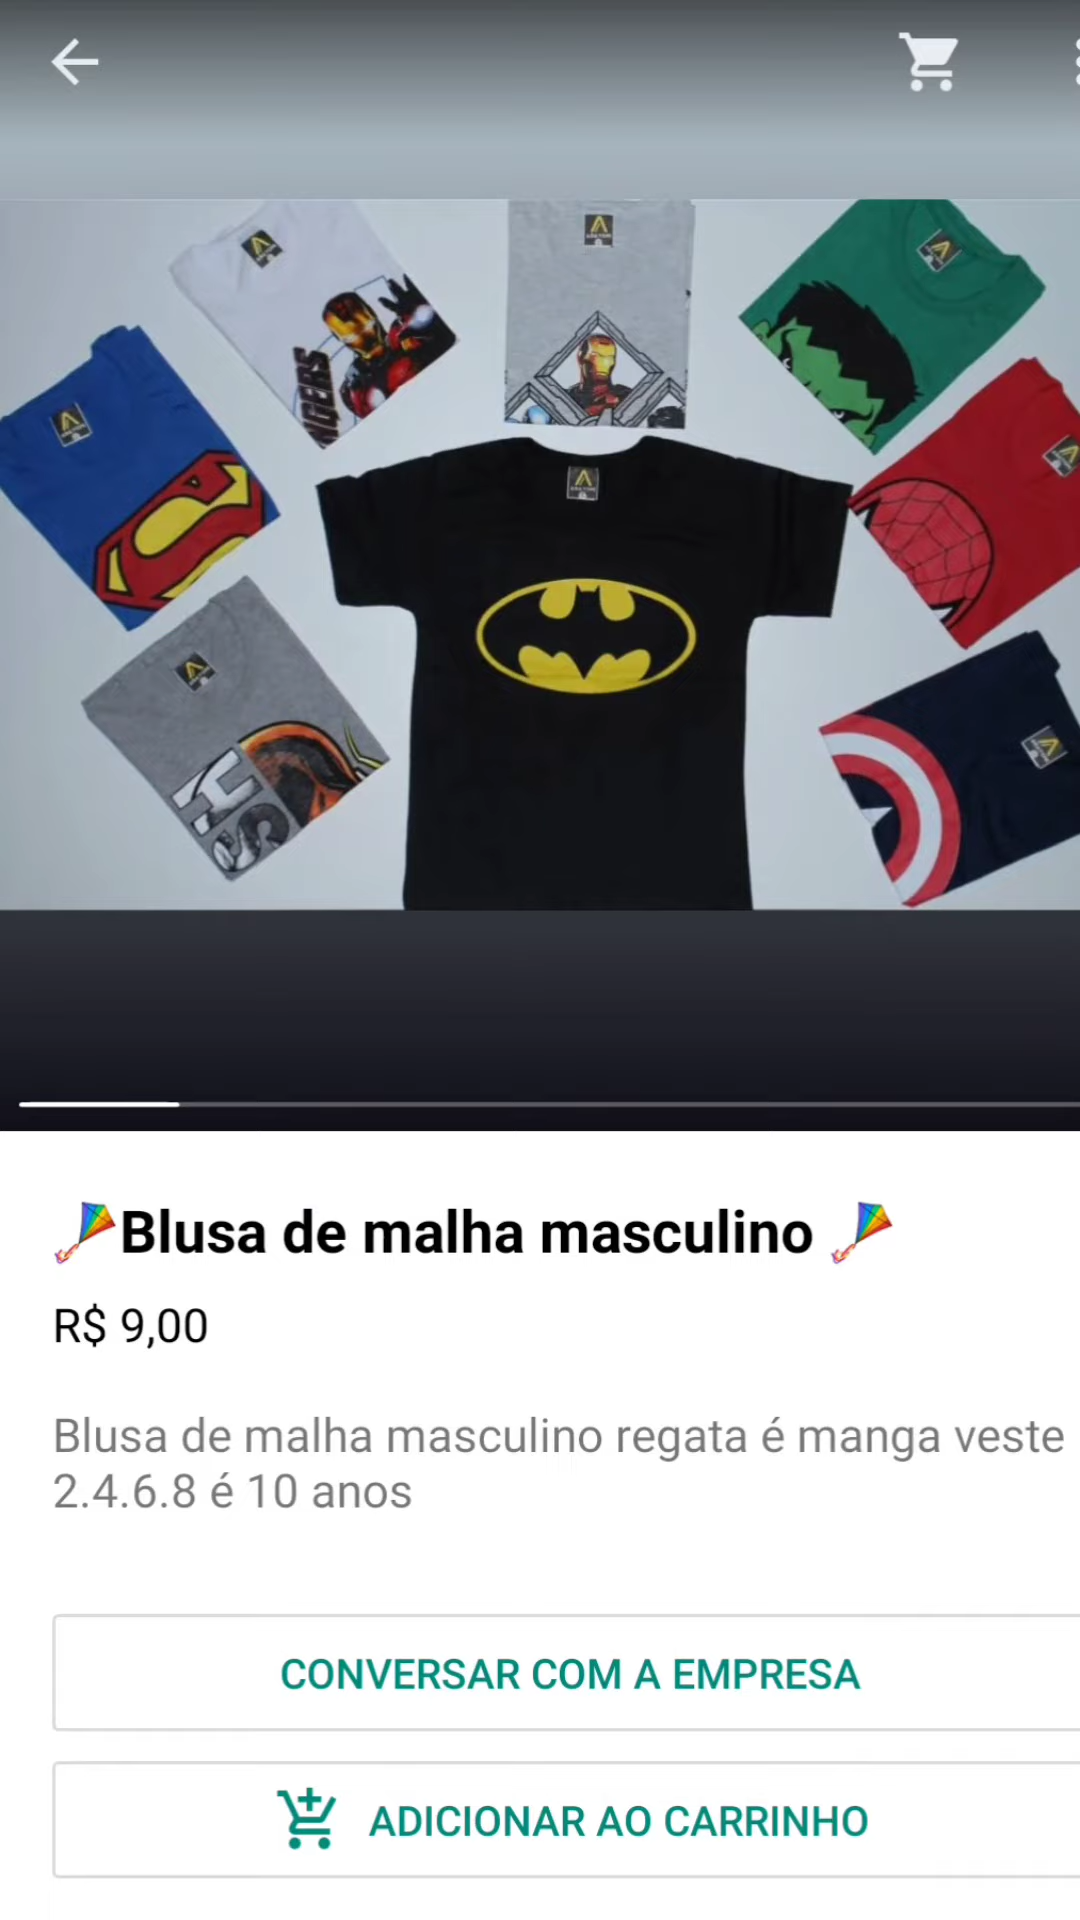 NGERS
🪁Blusa de malha masculino 🪁
R$ 9,00
Blusa de malha masculino regata é manga veste
2.4.6.8 é 10 anos
CONVERSAR COM A EMPRESA
ADICIONAR AO CARRINHO